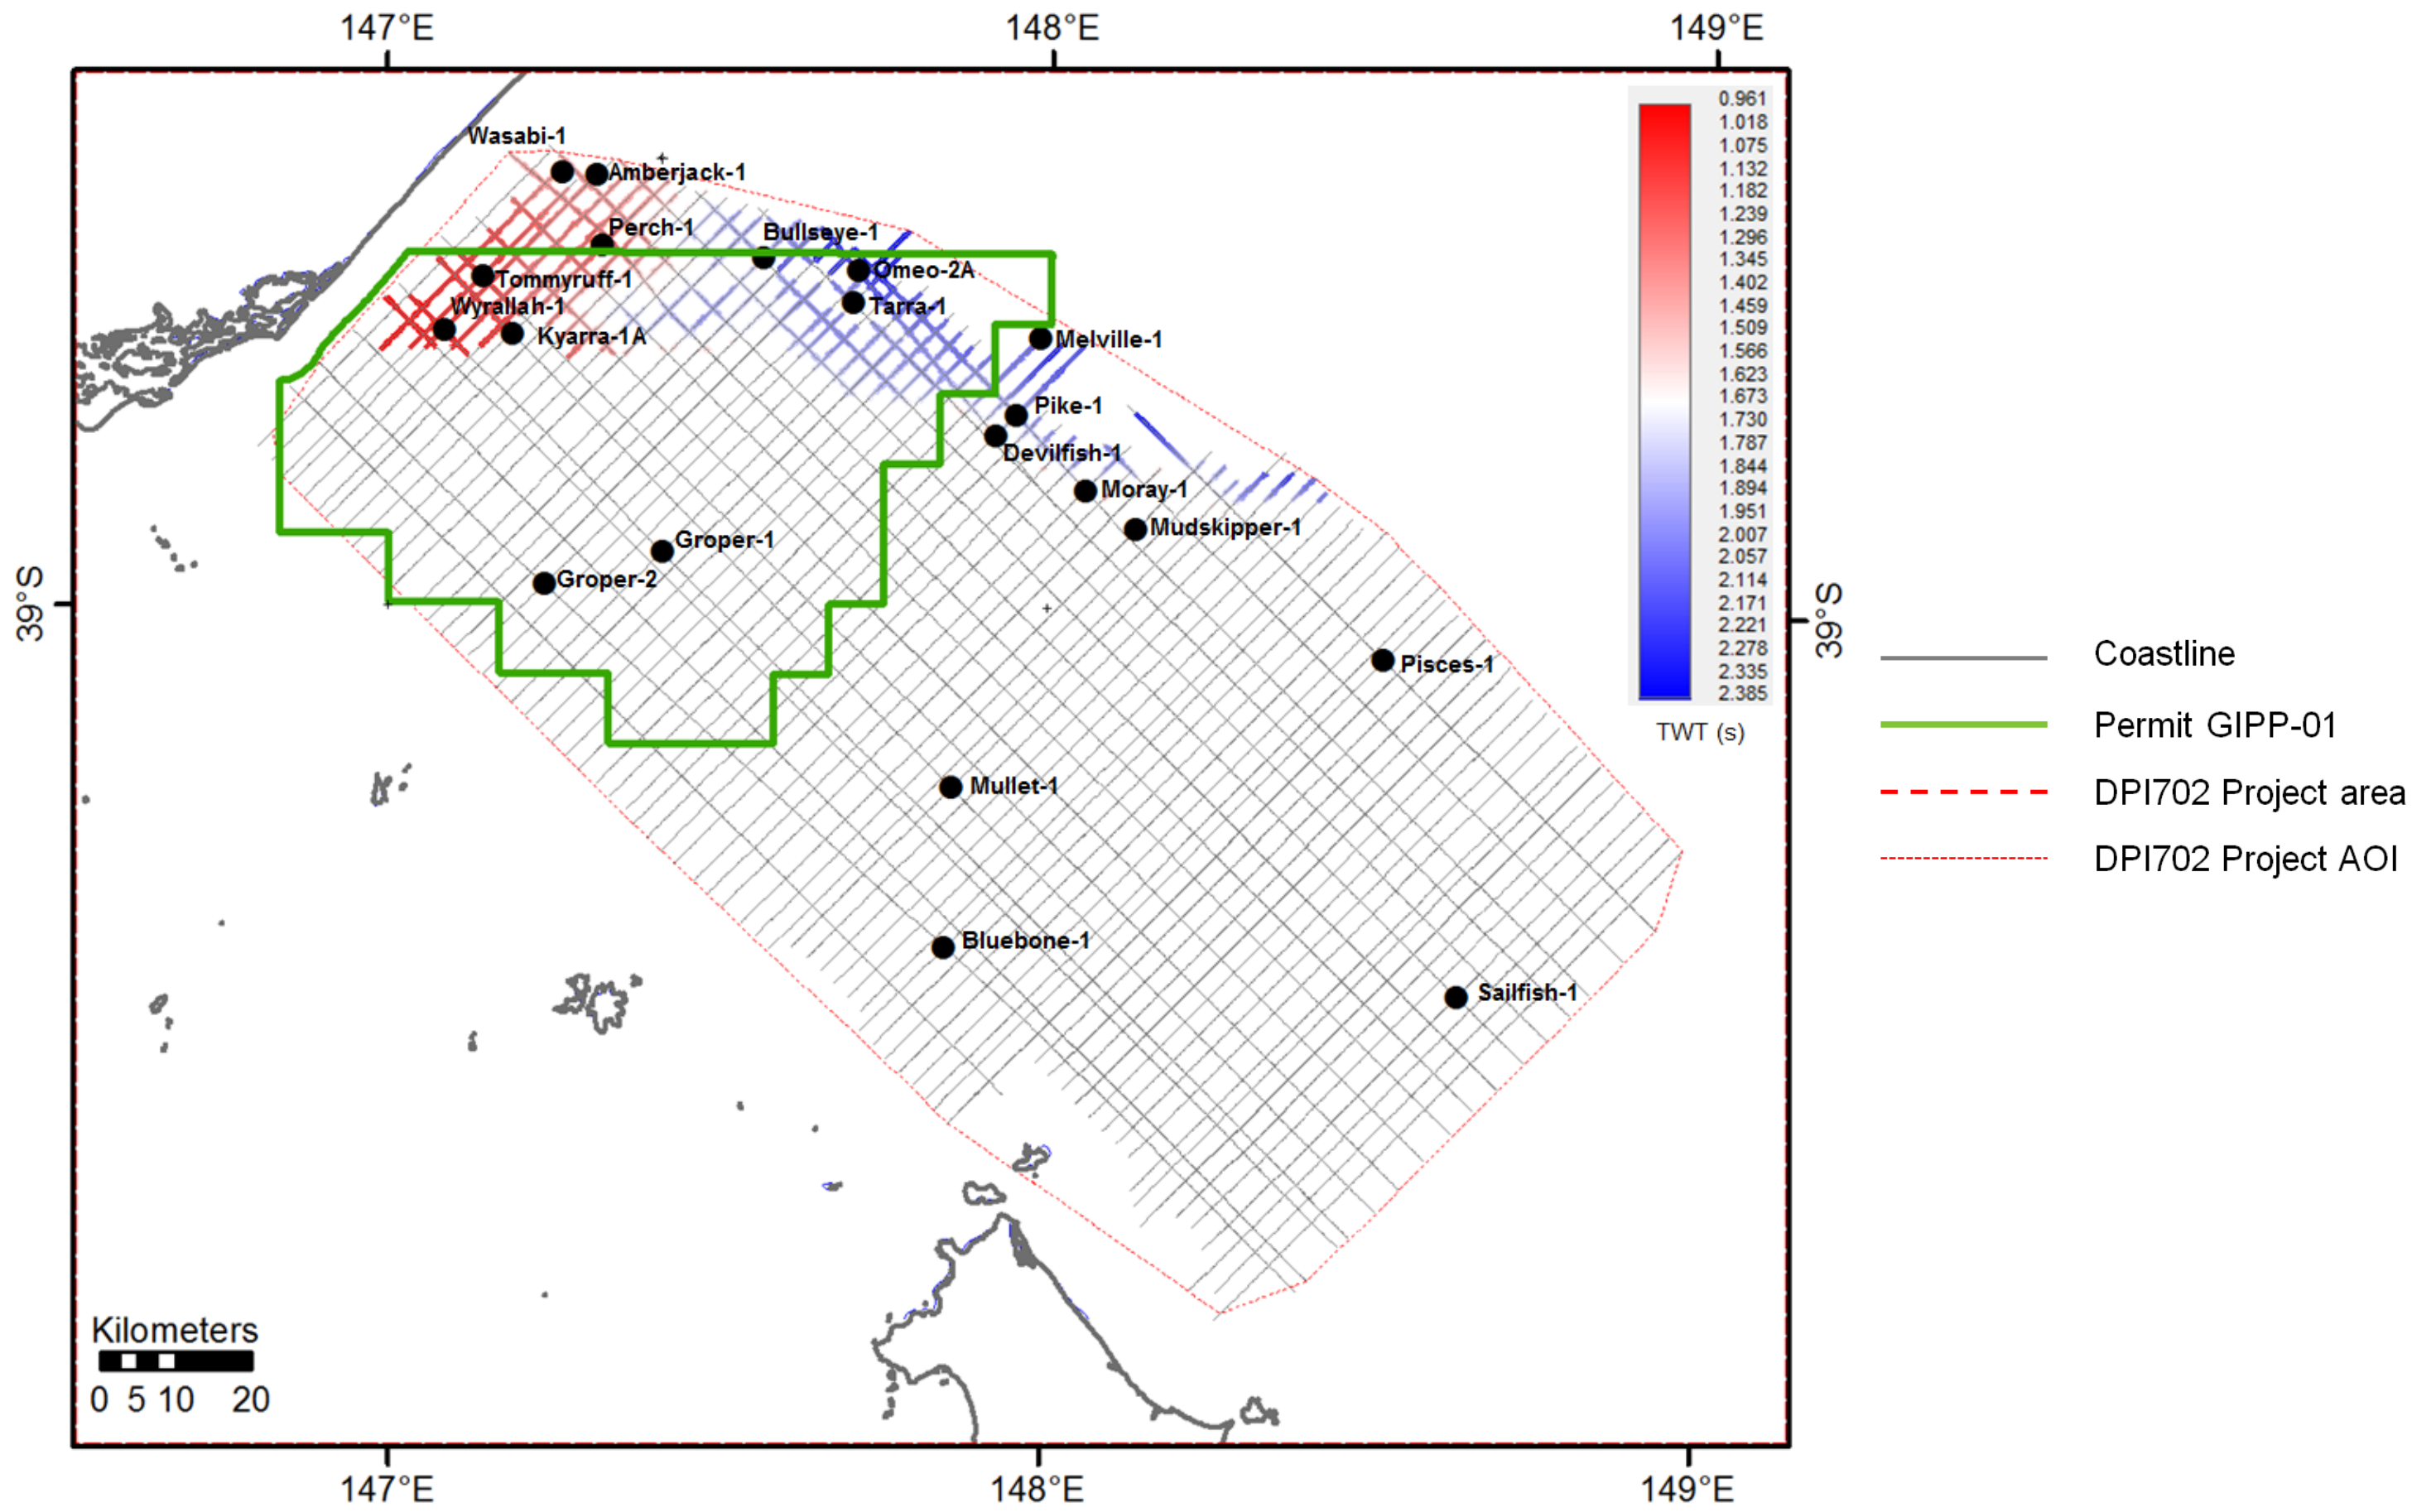 147°E
148°E
149°E
Wasabi-1
Amberjack-1
Perch-1
Bullseye-1
Tommyruff-1
Omeo-2A
Wyrallah-1
Tarra-1
Kyarra-1A
Melville-1
Pike-1
Devilfish-1
Moray-1
Mudskipper-1
Groper-1
Groper-2
Pisces-1
Mullet-1
Bluebone-1
Sailfish-1
0.961
1.018
1.075
1.132
1.182
1.239
1.296
1.345
1.402
1.459
1.509
1.566
1.623
1.673
1.730
1.787
1.844
1.894
1.951
2.007
2.057
2.114
2.171
2.221
2.278
2.335
2.385
TWT (s)
39°S
39°S
Coastline
Permit GIPP-01
DPI702 Project area
DPI702 Project AOI
Kilometers
0 5 10 20
147°E
148°E
149°E